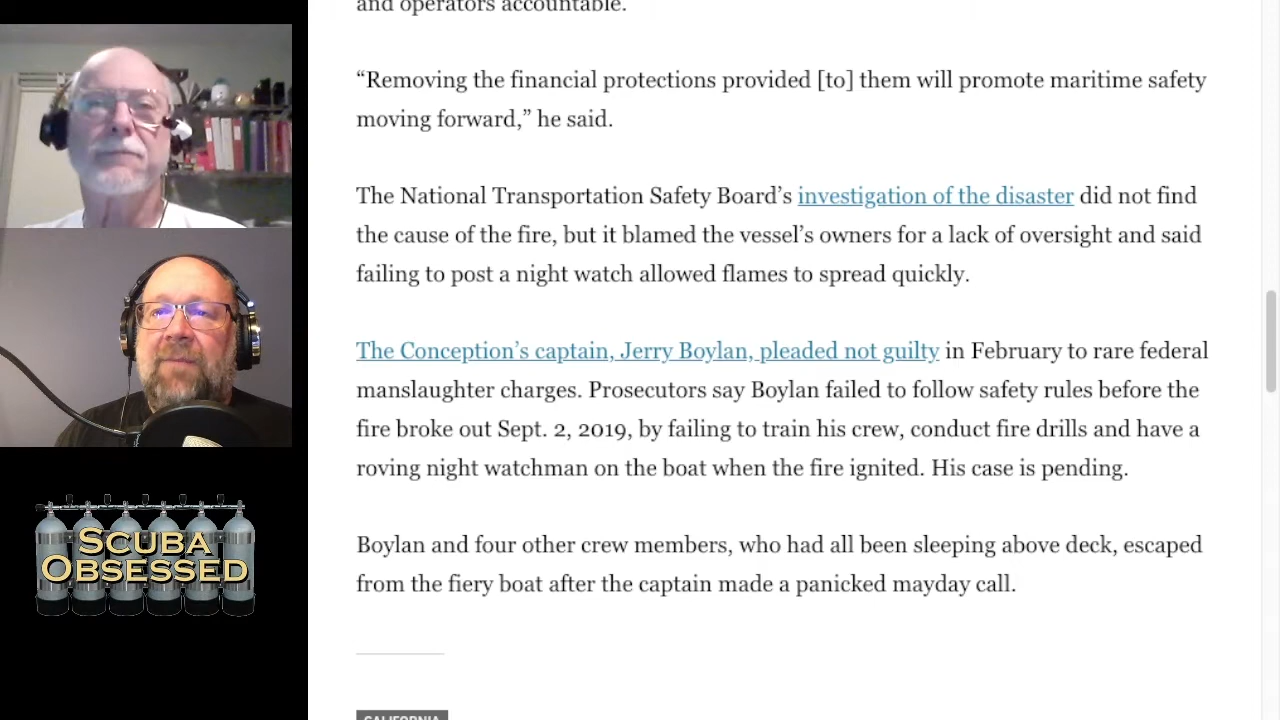 and operators accountable.
“Removing the financial protections provided [to] them will promote maritime safety
moving forward,” he said.
The National Transportation Safety Board’s investigation of the disaster did not find
the cause of the fire, but it blamed the vessel’s owners for a lack of oversight and said
failing to post a night watch allowed flames to spread quickly.
The Conception’s captain, Jerry Boylan, pleaded not guilty in February to rare federal
manslaughter charges. Prosecutors say Boylan failed to follow safety rules before the
fire broke out Sept. 2, 2019, by failing to train his crew, conduct fire drills and have a
roving night watchman on the boat when the fire ignited. His case is pending.
Boylan and four other crew members, who had all been sleeping above deck, escaped
from the fiery boat after the captain made a panicked mayday call.
CALIFORNIA
SCUBA
OBSESSED